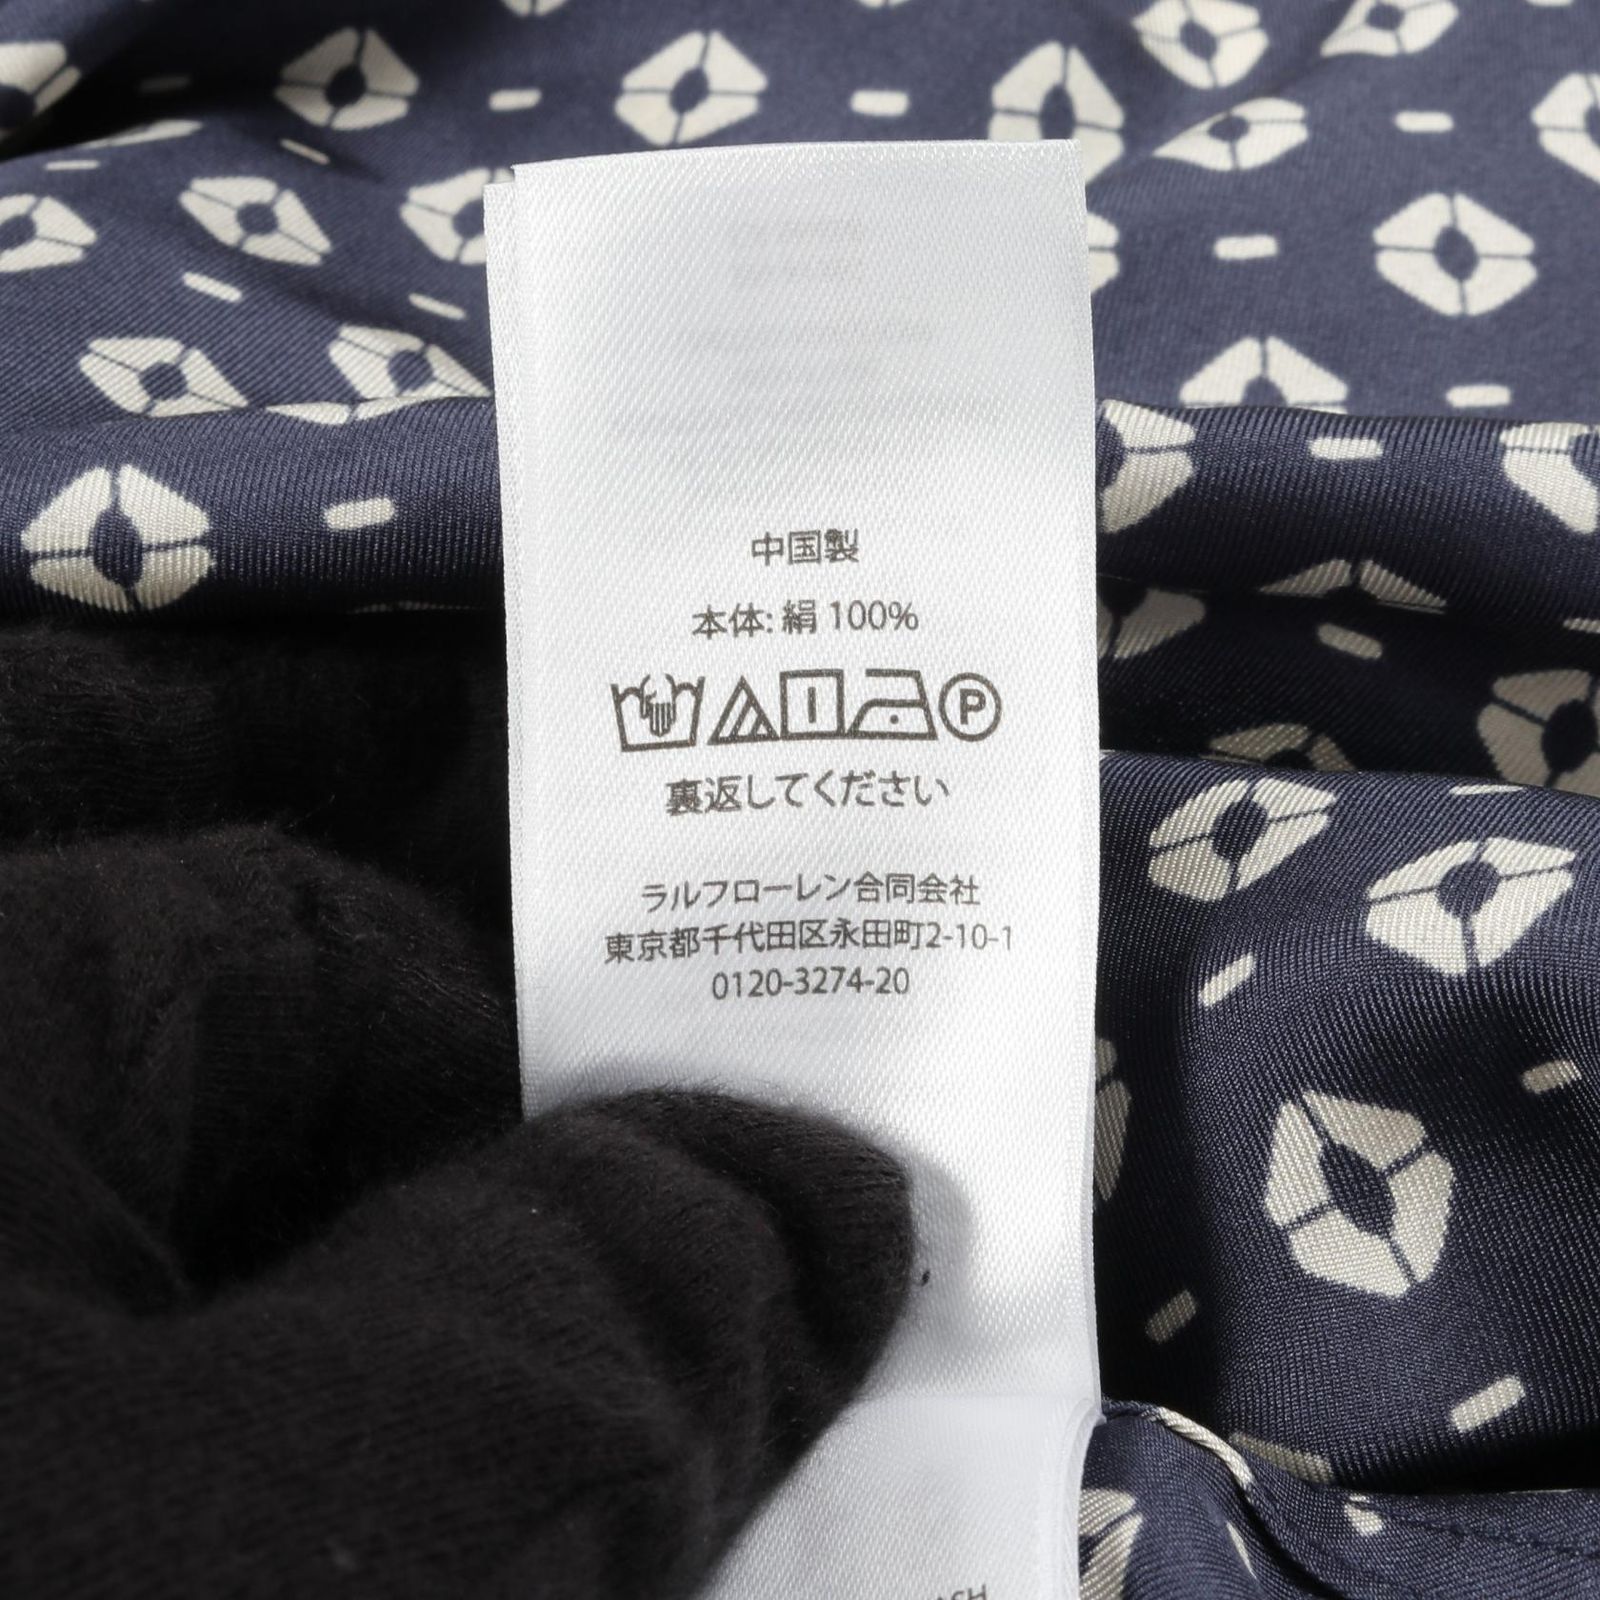 中国製
本体: 絹 100%
P
裏返してください
ラルフローレン合同会社
東京都千代田区永田町2-10-1
0120-3274-20